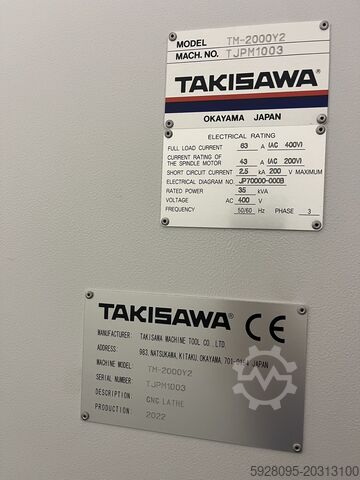 MODEL TM-2000Y2
MACH. NO. TJPM1003
TAKISAWA®
OKAYAMA JAPAN
ELECTRICAL RATING
FULL LOAD CURRENT 63 A (AC 400V)
CURRENT RATING OF THE SPINDLE MOTOR 43 A (AC 200V)
SHORT CIRCUIT CURRENT 2,5 kA 200 V MAXIMUM
ELECTRICAL DIAGRAM NO. JP70000-000B
RATED POWER 35 kVA
VOLTAGE AC 400 V
FREQUENCY 50/60 Hz PHASE 3
TAKISAWA® CE
MANUFACTURER: TAKISAWA MACHINE TOOL CO., LTD.
ADDRESS: 983, NATSUKAWA, KITAKU, OKAYAMA, 701-0164 JAPAN
MACHINE MODEL: TM-2000Y2
SERIAL NUMBER: TJPM1003
DESCRIPTION: CNC LATHE
PRODUCTION: 2022
5928095-20313100